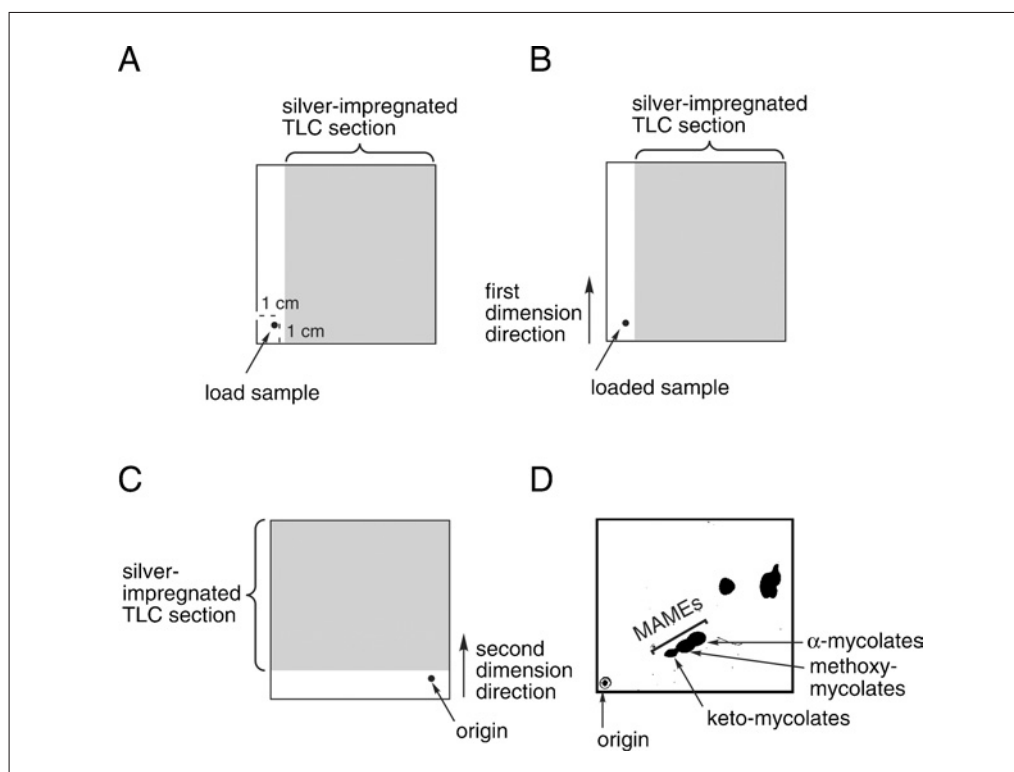 A
silver-impregnated
TLC section
1 cm
1 cm
load sample
B
silver-impregnated
TLC section
first
dimension
direction
loaded sample
C
silver-
impregnated
TLC section
second
dimension
direction
origin
D
MAMEs
α-mycolates
methoxy-
mycolates
keto-mycolates
origin